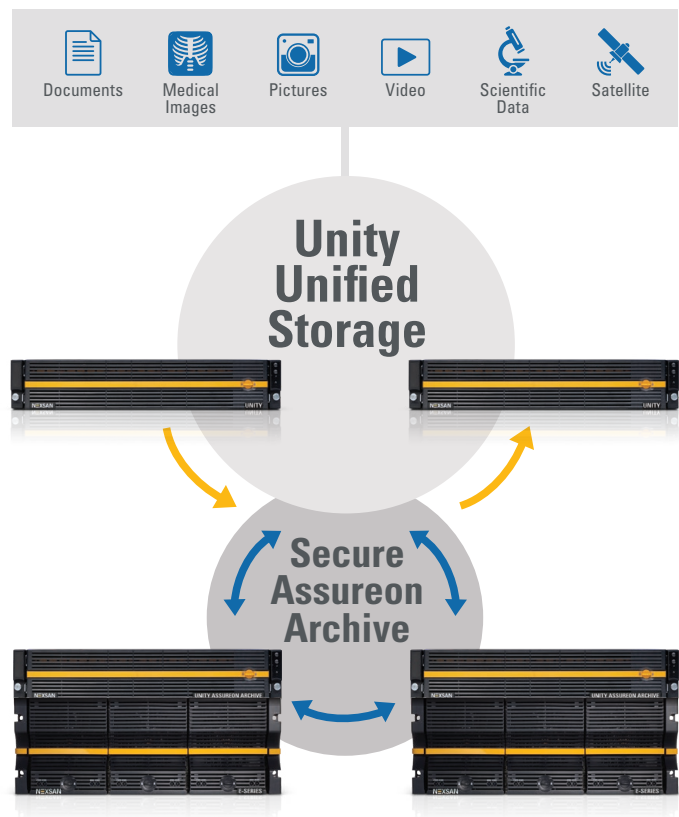 Documents
Medical
Images
Pictures
Video
Scientific
Data
Satellite
Unity
Unified
Storage
NEXSAN
UNITY
NEXSAN
UNITY
Secure
Assureon
Archive
NEXSAN
UNITY ASSUREON ARCHIVE
NEXSAN
UNITY ASSUREON ARCHIVE
NEXSAN
E-SERIES
NEXSAN
E-SERIES